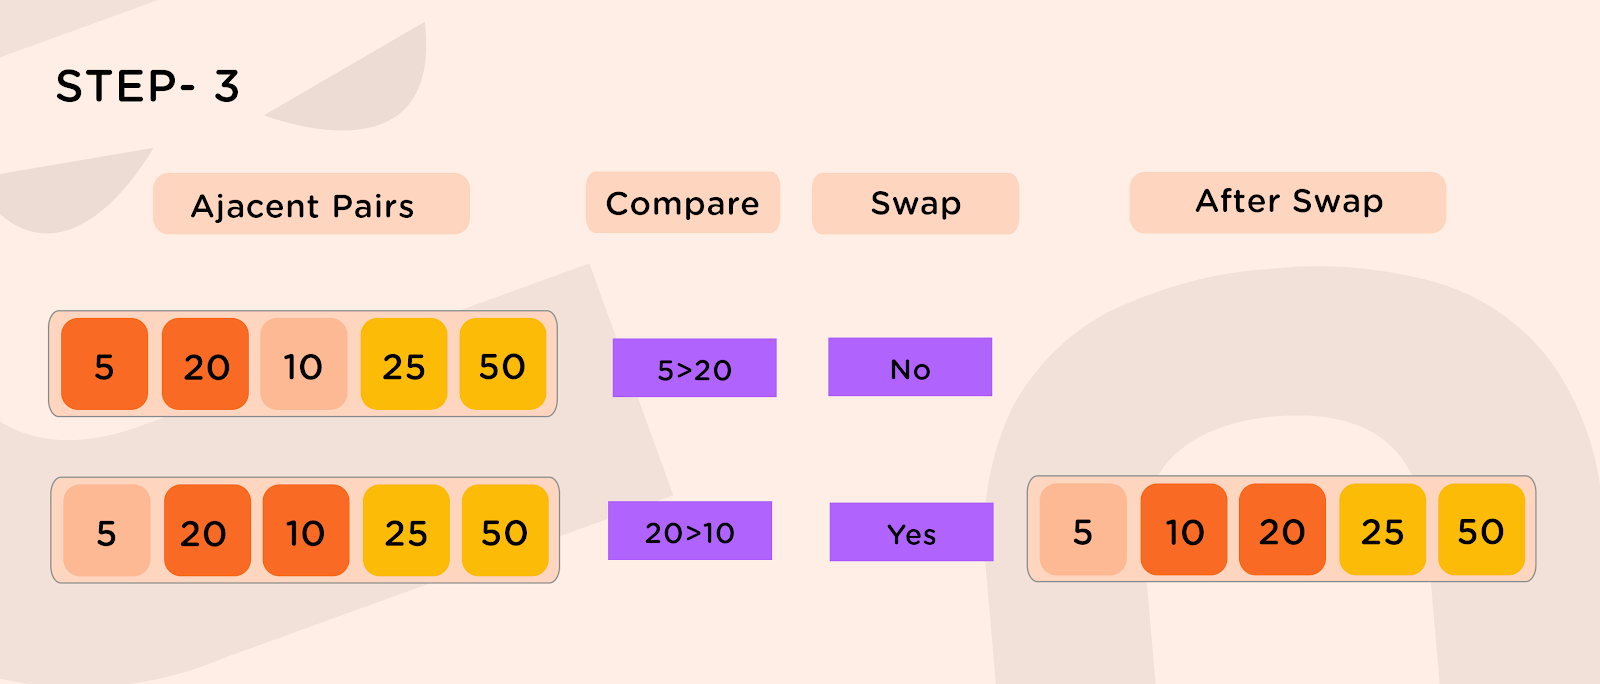 STEP- 3
Ajacent Pairs Compare Swap After Swap
5 20 10 25 50 5>20 No
5 20 10 25 50 20>10 Yes 5 10 20 25 50